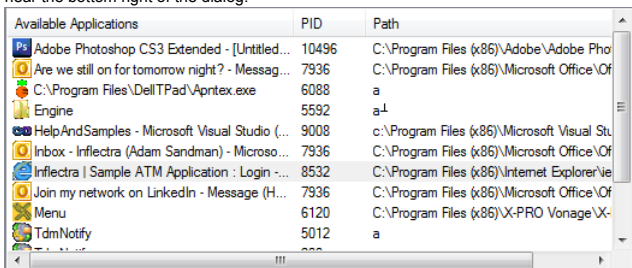 near the bottom right of the dialog:
Available Applications PID Path
Adobe Photoshop CS3 Extended - [Untitled... 10496 C:\Program Files (x86)\Adobe\Adobe Phot
Are we still on for tomorrow night? - Messag... 7936 C:\Program Files (x86)\Microsoft Office\Of
C:\Program Files\DellTPad\Apntex.exe 6088 a
Engine 5592 a┴
HelpAndSamples - Microsoft Visual Studio (... 9008 c:\Program Files (x86)\Microsoft Visual Stu
Inbox - Inflectra (Adam Sandman) - Microso... 7936 C:\Program Files (x86)\Microsoft Office\Of
Inflectra | Sample ATM Application : Login -... 8532 C:\Program Files (x86)\Internet Explorer\ie
Join my network on LinkedIn - Message (H... 7936 C:\Program Files (x86)\Microsoft Office\Of
Menu 6120 C:\Program Files (x86)\X-PRO Vonage\X-
TdmNotify 5012 a